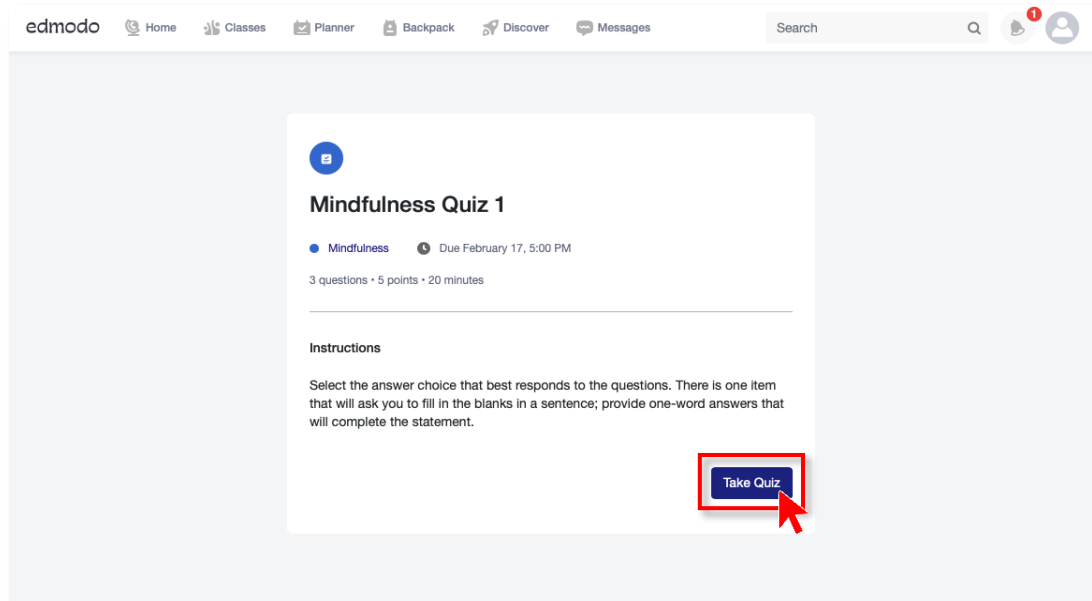 edmodo Home Classes Planner Backpack Discover Messages Search 1
Mindfulness Quiz 1
Mindfulness Due February 17, 5:00 PM
3 questions • 5 points • 20 minutes
Instructions
Select the answer choice that best responds to the questions. There is one item
that will ask you to fill in the blanks in a sentence; provide one-word answers that
will complete the statement.
Take Quiz